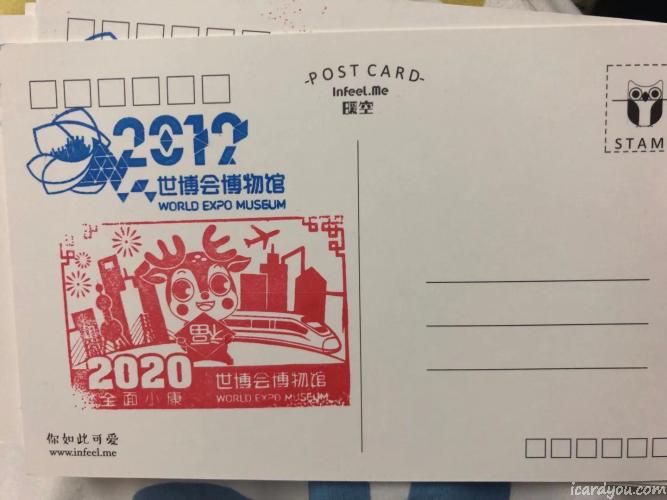 POST CARD
Infeel.Me
暖空
STAM
2019
世博会博物馆
WORLD EXPO MUSEUM
福
2020
世博会博物馆
全面小康
WORLD EXPO MUSEUM
你如此可爱
www.infeel.me
icardyou.com